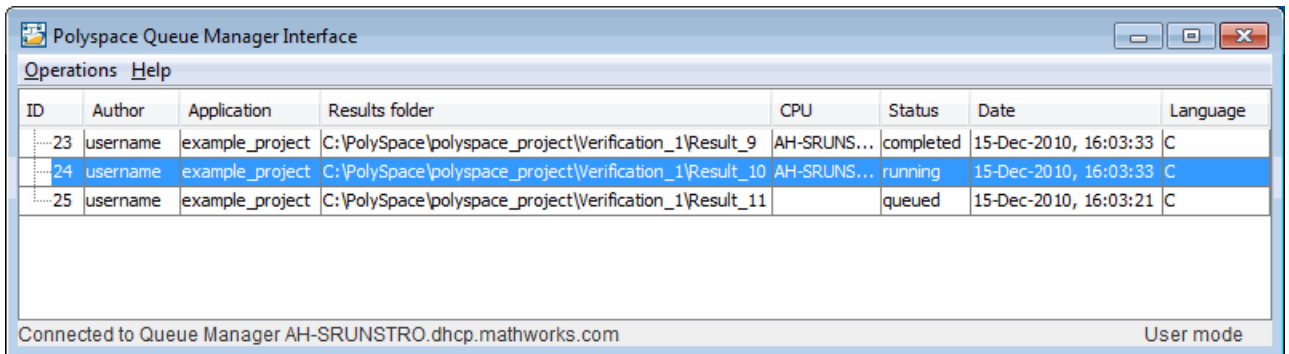 Polyspace Queue Manager Interface
Operations Help
ID Author Application Results folder CPU Status Date Language
23 username example_project C:\PolySpace\polyspace_project\Verification_1\Result_9 AH-SRUNS... completed 15-Dec-2010, 16:03:33 C
24 username example_project C:\PolySpace\polyspace_project\Verification_1\Result_10 AH-SRUNS... running 15-Dec-2010, 16:03:33 C
25 username example_project C:\PolySpace\polyspace_project\Verification_1\Result_11 queued 15-Dec-2010, 16:03:21 C
Connected to Queue Manager AH-SRUNSTRO.dhcp.mathworks.com User mode